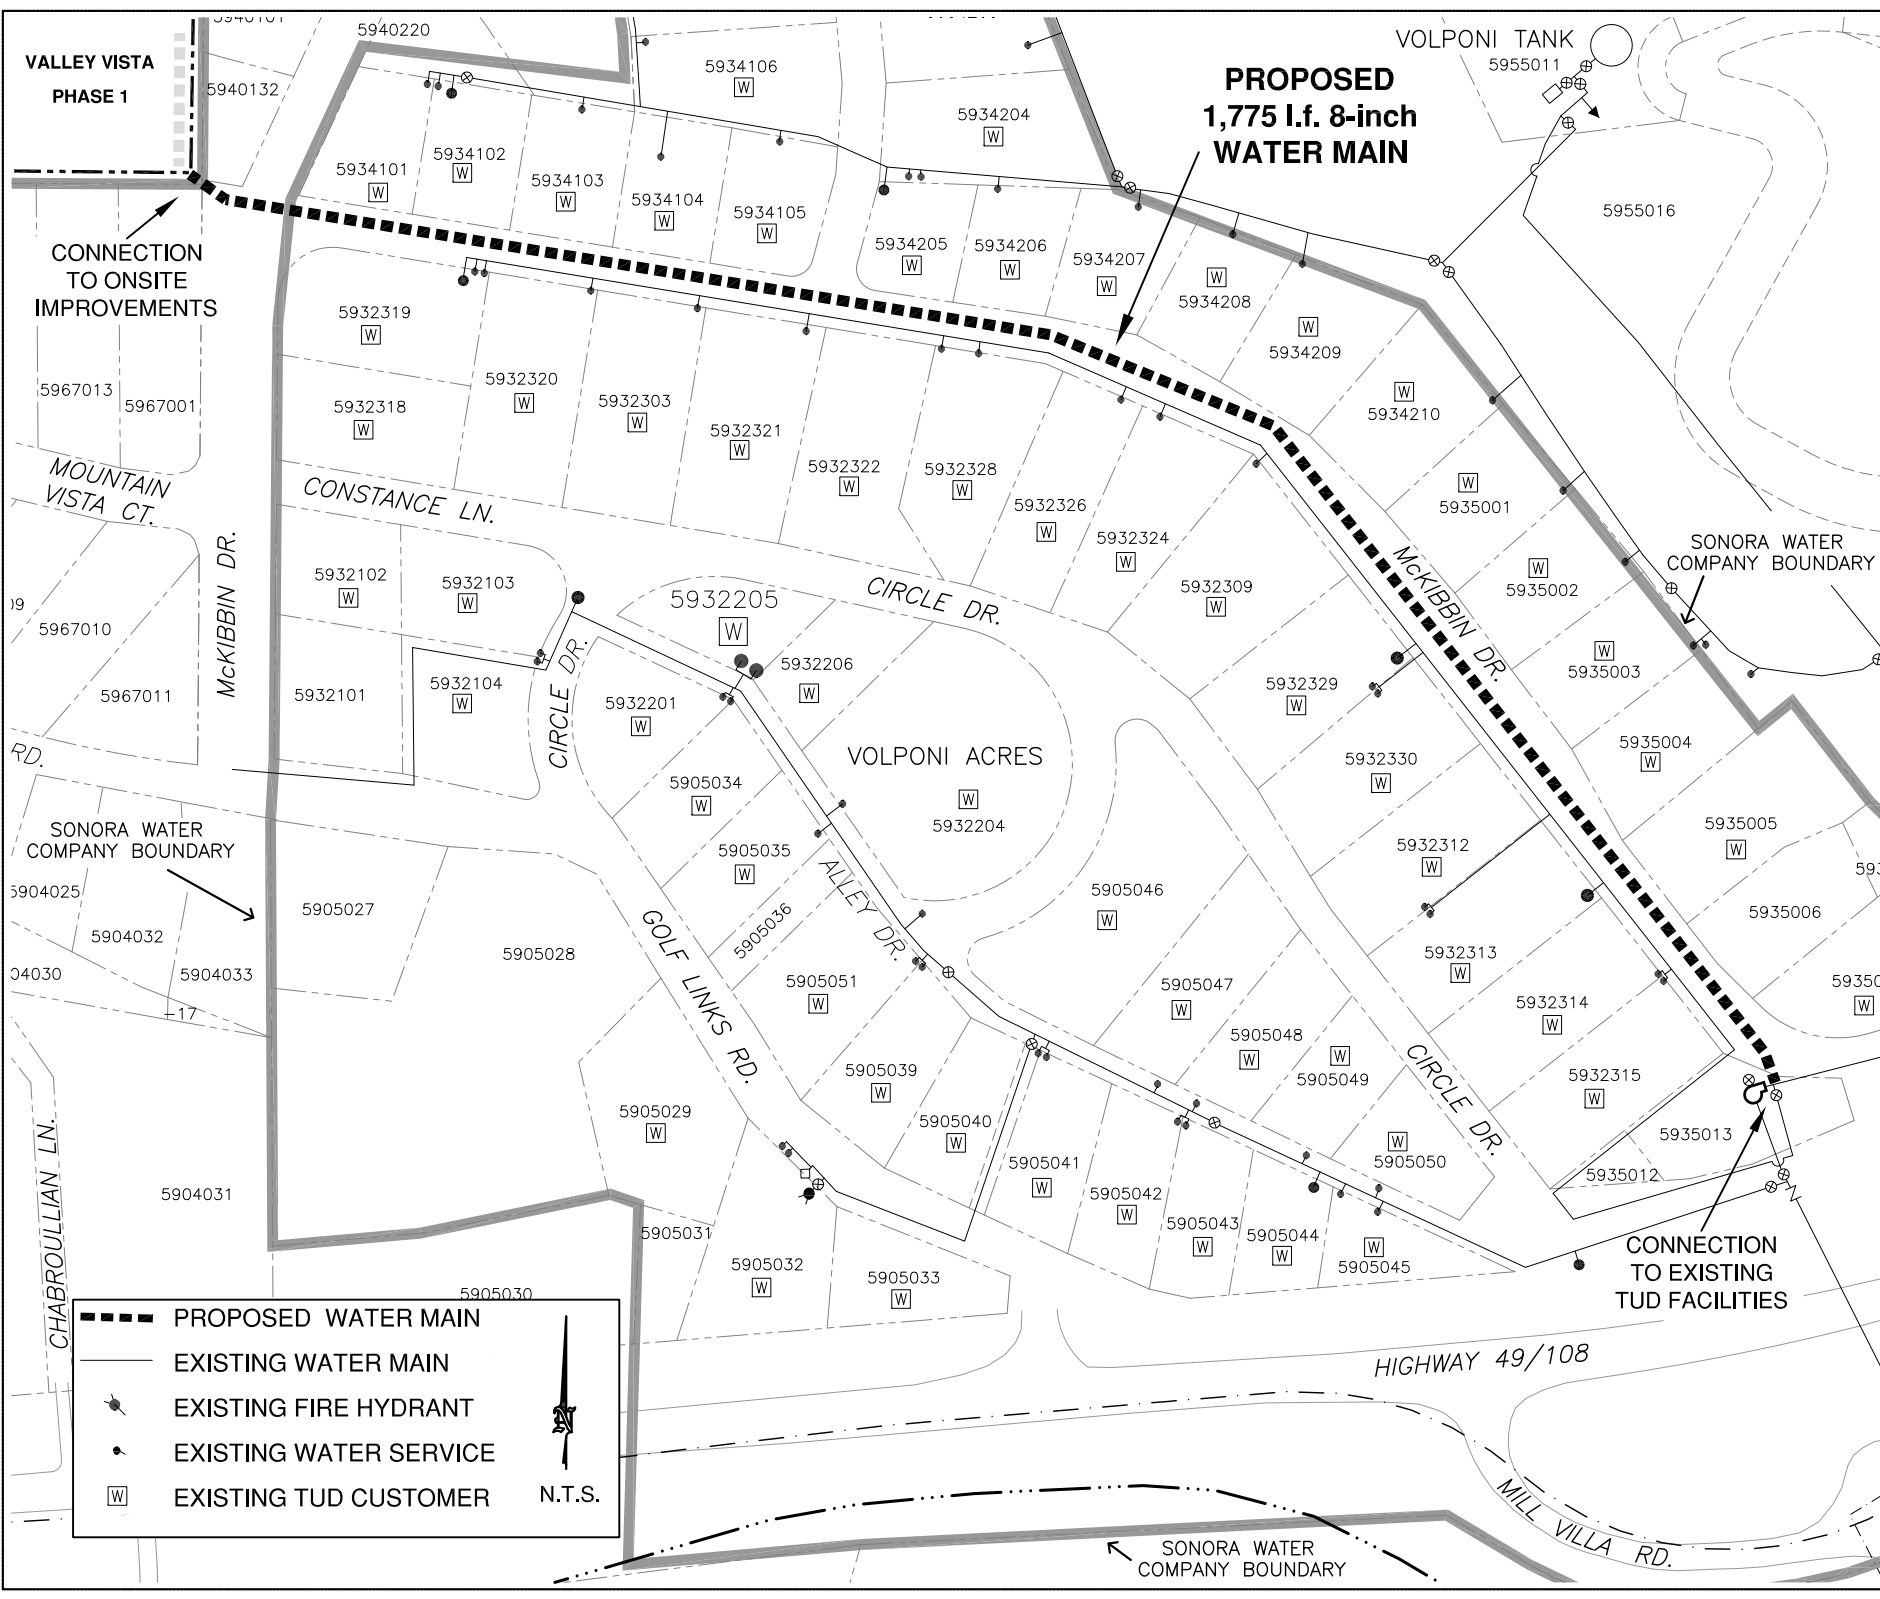 5940220
VALLEY VISTA
PHASE 1
5940132
5934106
5934204
VOLPONI TANK
5955011
PROPOSED
1,775 l.f. 8-inch
WATER MAIN
5934101
5934102
5934103
5934104
5934105
5934205
5934206
5934207
5934208
5934209
5934210
5955016
CONNECTION
TO ONSITE
IMPROVEMENTS
5932319
5932318
5932320
5932303
5932321
5932322
5932328
5932326
5932324
5932309
5967013
5967001
MOUNTAIN
VISTA CT.
CONSTANCE LN.
McKIBBIN DR.
CIRCLE DR.
McKIBBIN DR.
5935001
5935002
5935003
5935004
5935005
5935006
SONORA WATER
COMPANY BOUNDARY
5932102
5932103
5932205
W
5932206
5967010
5967011
5932101
5932104
CIRCLE DR.
5932201
5932329
5932330
5932312
5932313
5932314
5932315
RD.
VOLPONI ACRES
W
5932204
5905034
5905035
5905036
ALLEY DR.
SONORA WATER
COMPANY BOUNDARY
5904025
5904032
5904033
-17
5905027
5905028
GOLF LINKS RD.
5905051
5905046
5905047
5905048
5905049
5905050
CIRCLE DR.
5905039
5905040
5905029
5905041
5905042
5905043
5905044
5905045
5935013
5935012
CHABROULLIAN LN.
5904031
5905031
5905032
5905033
5905030
CONNECTION
TO EXISTING
TUD FACILITIES
PROPOSED WATER MAIN
EXISTING WATER MAIN
EXISTING FIRE HYDRANT
EXISTING WATER SERVICE
W EXISTING TUD CUSTOMER
N
N.T.S.
HIGHWAY 49/108
MILL VILLA RD.
SONORA WATER
COMPANY BOUNDARY